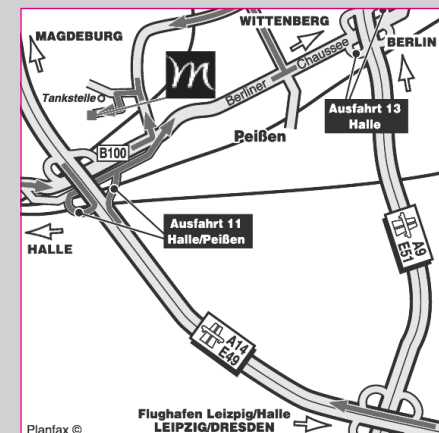 WITTENBERG
MAGDEBURG
BERLIN
m
Tankstelle
Berliner Chaussee
Ausfahrt 13
Halle
Peißen
B100
Ausfahrt 11
Halle/Peißen
HALLE
A9
E51
A14
E49
Flughafen Leipzig/Halle
LEIPZIG/DRESDEN
Planfax ©